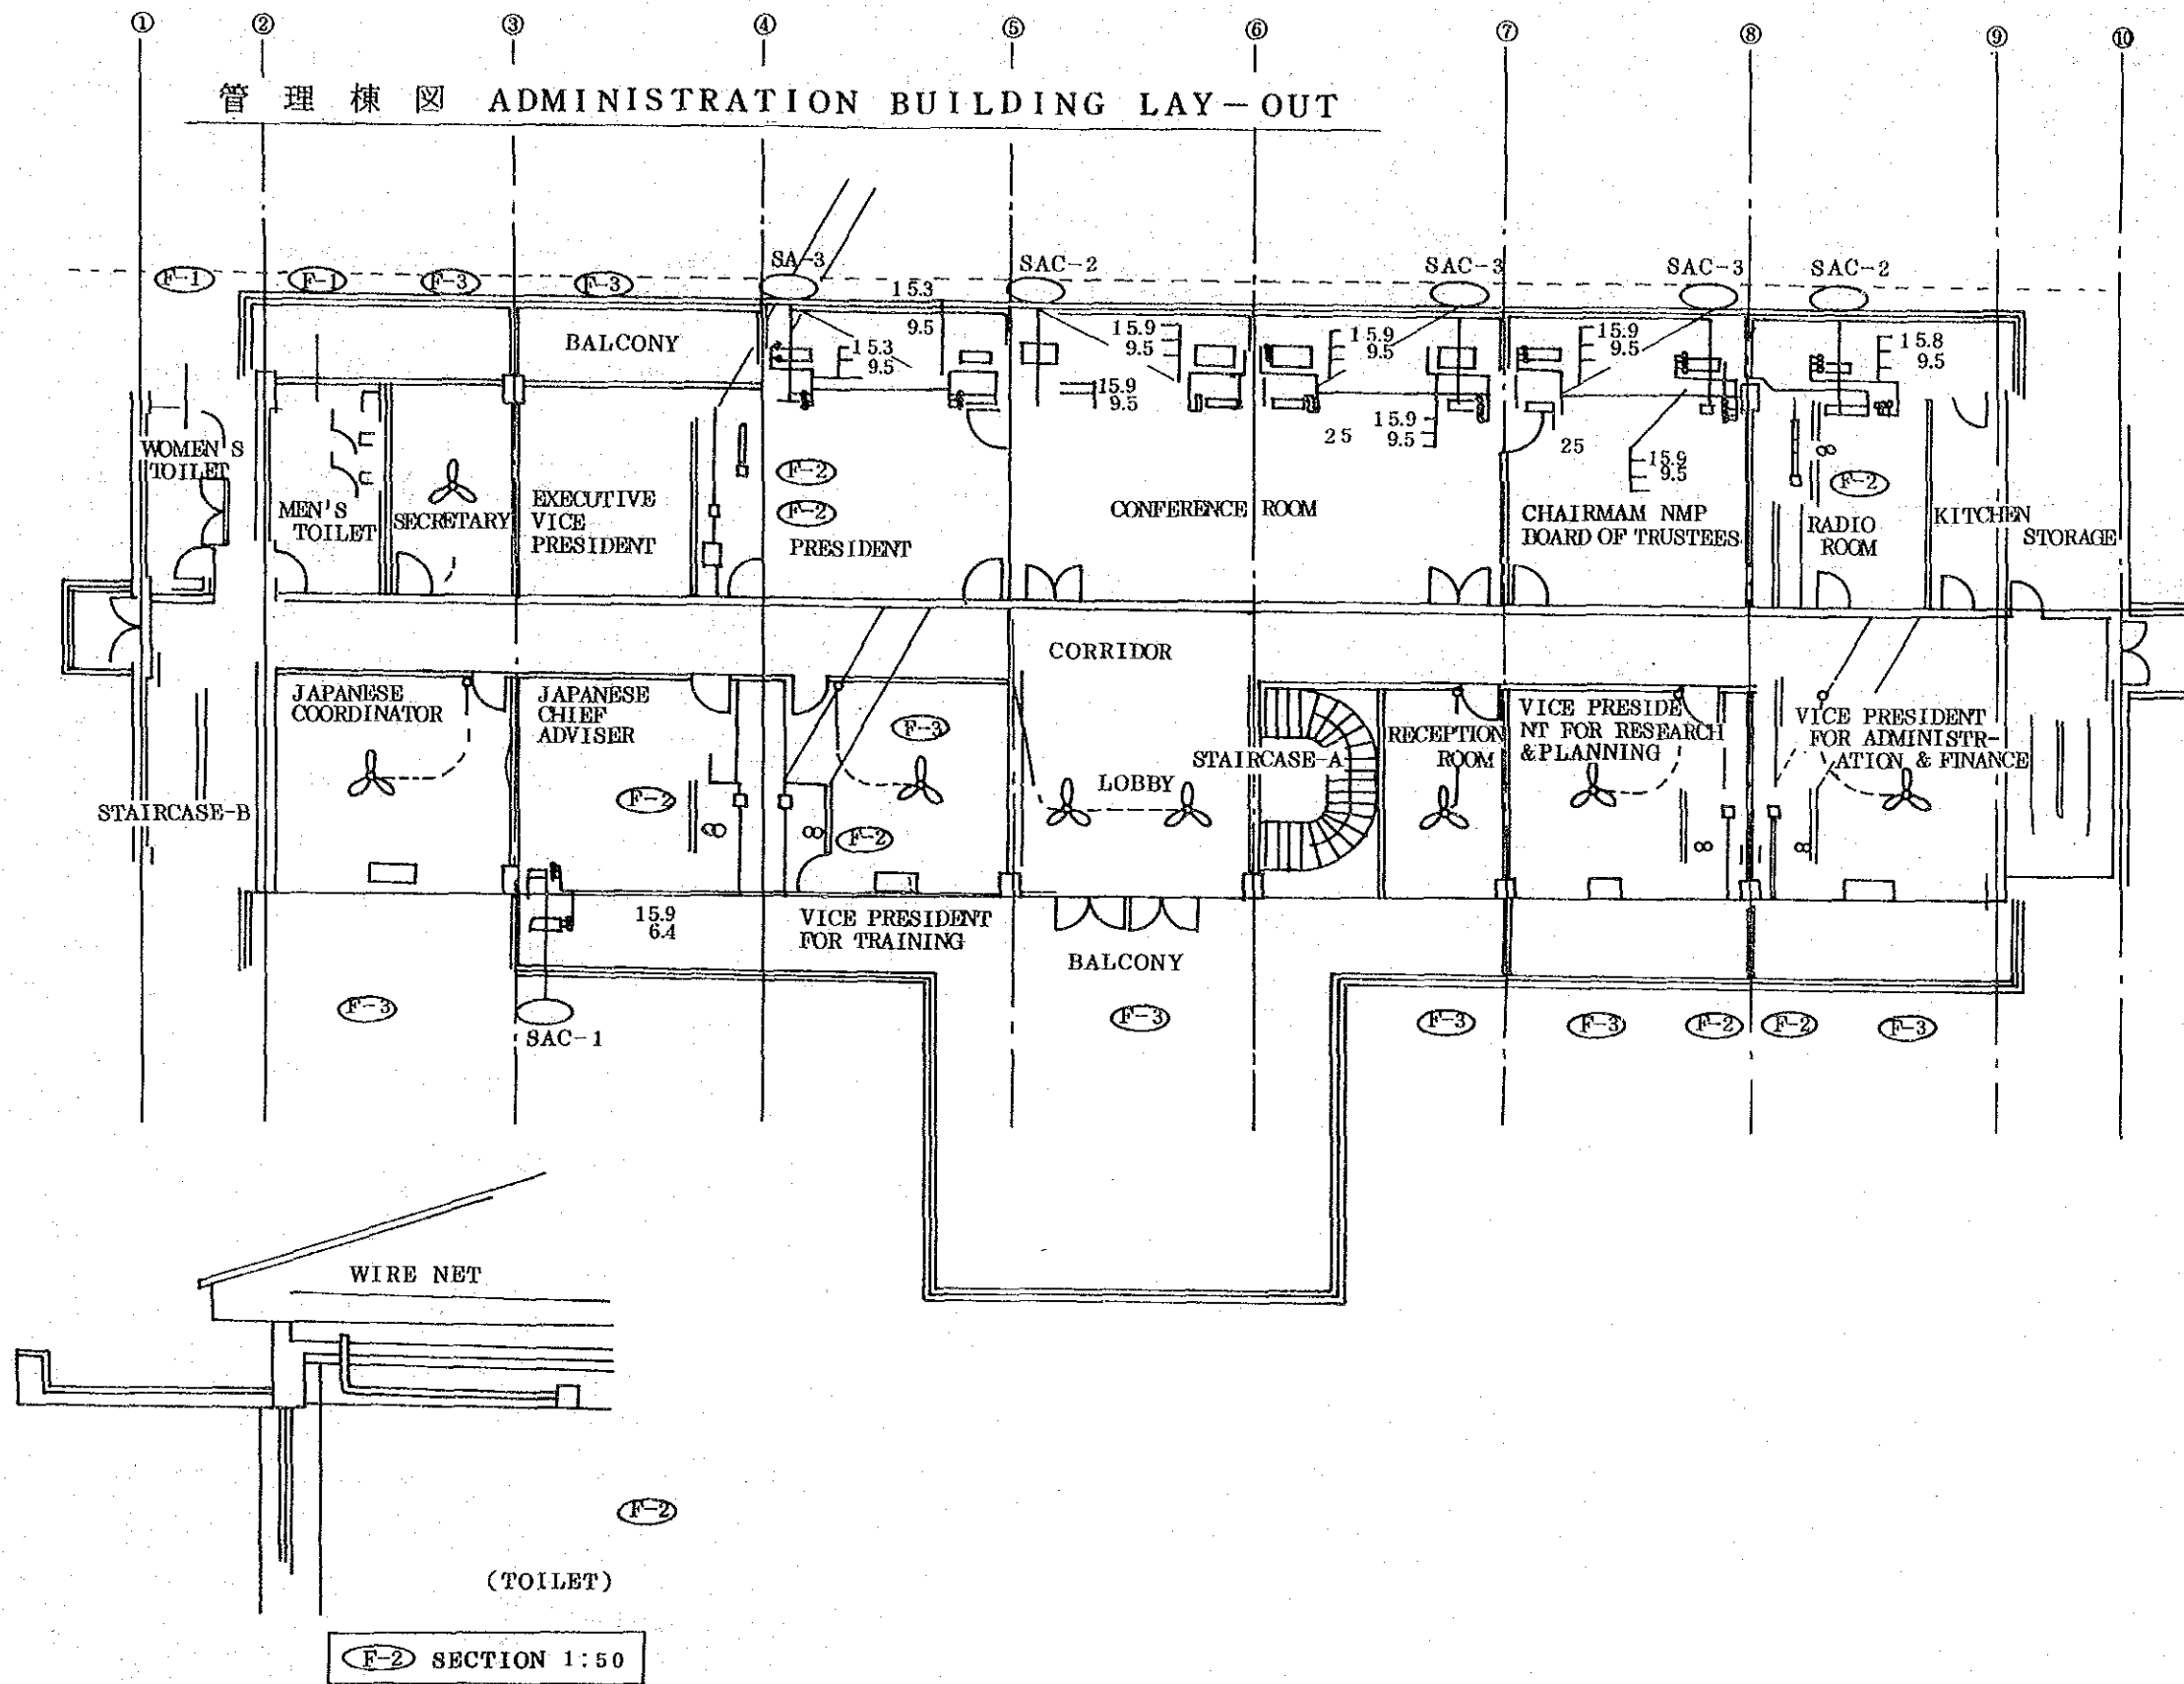 ① ② ③ ④ ⑤ ⑥ ⑦ ⑧ ⑨ ⑩
管理棟図 ADMINISTRATION BUILDING LAY-OUT
F-1
F-1
F-3
F-3
SA-3
SAC-2
SAC-3
SAC-3
SAC-2
15.3
9.5
BALCONY
15.3
9.5
15.9
9.5
15.9
9.5
15.9
9.5
15.9
9.5
25
15.9
9.5
25
15.9
9.5
15.8
9.5
WOMEN'S
TOILET
MEN'S
TOILET
SECRETARY
EXECUTIVE
VICE
PRESIDENT
F-2
F-2
PRESIDENT
CONFERENCE ROOM
CHAIRMAM NMP
BOARD OF TRUSTEES
F-2
RADIO
ROOM
KITCHEN
STORAGE
CORRIDOR
JAPANESE
COORDINATOR
JAPANESE
CHIEF
ADVISER
F-2
F-3
F-2
LOBBY
STAIRCASE-A
RECEPTION
ROOM
VICE PRESIDE
NT FOR RESEARCH
&PLANNING
VICE PRESIDENT
FOR ADMINISTR-
ATION & FINANCE
STAIRCASE-B
15.9
6.4
VICE PRESIDENT
FOR TRAINING
BALCONY
F-3
SAC-1
F-3
F-3
F-3
F-2
F-2
F-3
WIRE NET
F-2
(TOILET)
F-2 SECTION 1:50